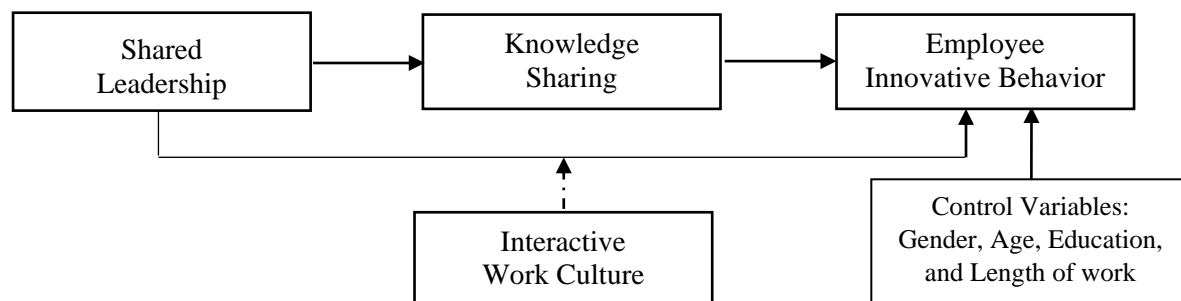 Shared
Leadership
Knowledge
Sharing
Employee
Innovative Behavior
Interactive
Work Culture
Control Variables:
Gender, Age, Education,
and Length of work